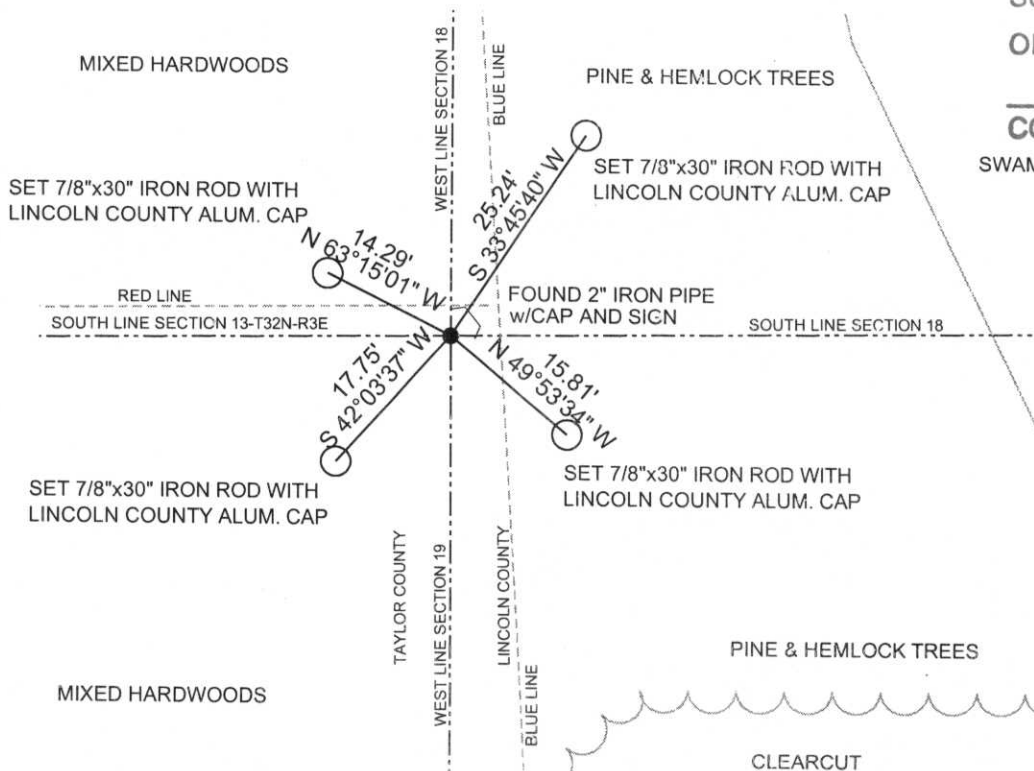 MIXED HARDWOODS
WEST LINE SECTION 18
BLUE LINE
PINE & HEMLOCK TREES
SET 7/8"x30" IRON ROD WITH
LINCOLN COUNTY ALUM. CAP
25.24'
S 33°45'40" W
SET 7/8"x30" IRON ROD WITH
LINCOLN COUNTY ALUM. CAP
14.29'
N 63°15'01" W
RED LINE
SOUTH LINE SECTION 13-T32N-R3E
FOUND 2" IRON PIPE
w/CAP AND SIGN
SOUTH LINE SECTION 18
17.75'
S 42°03'37" W
15.81'
N 49°53'34" W
SET 7/8"x30" IRON ROD WITH
LINCOLN COUNTY ALUM. CAP
SET 7/8"x30" IRON ROD WITH
LINCOLN COUNTY ALUM. CAP
TAYLOR COUNTY
WEST LINE SECTION 19
LINCOLN COUNTY
BLUE LINE
MIXED HARDWOODS
PINE & HEMLOCK TREES
CLEARCUT